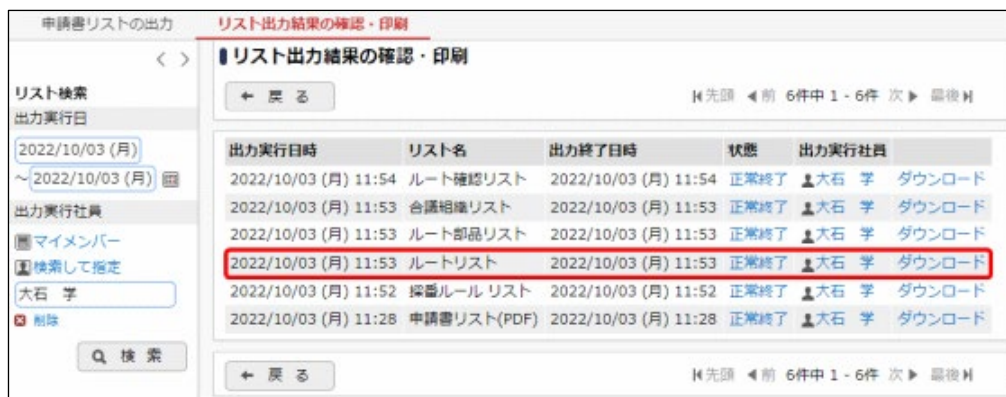 申請書リストの出力 リスト出力結果の確認・印刷
< >
リスト検索
出力実行日
2022/10/03 (月)
～2022/10/03 (月)
出力実行社員
マイメンバー
検索して指定
大石 学
削除
検 索
リスト出力結果の確認・印刷
← 戻 る 先頭 前 6件中 1 - 6件 次 最後
出力実行日時 リスト名 出力終了日時 状態 出力実行社員
2022/10/03 (月) 11:54 ルート確認リスト 2022/10/03 (月) 11:54 正常終了 大石 学 ダウンロード
2022/10/03 (月) 11:53 合議組織リスト 2022/10/03 (月) 11:53 正常終了 大石 学 ダウンロード
2022/10/03 (月) 11:53 ルート部品リスト 2022/10/03 (月) 11:53 正常終了 大石 学 ダウンロード
2022/10/03 (月) 11:53 ルートリスト 2022/10/03 (月) 11:53 正常終了 大石 学 ダウンロード
2022/10/03 (月) 11:52 採番ルール リスト 2022/10/03 (月) 11:52 正常終了 大石 学 ダウンロード
2022/10/03 (月) 11:28 申請書リスト(PDF) 2022/10/03 (月) 11:28 正常終了 大石 学 ダウンロード
← 戻 る 先頭 前 6件中 1 - 6件 次 最後